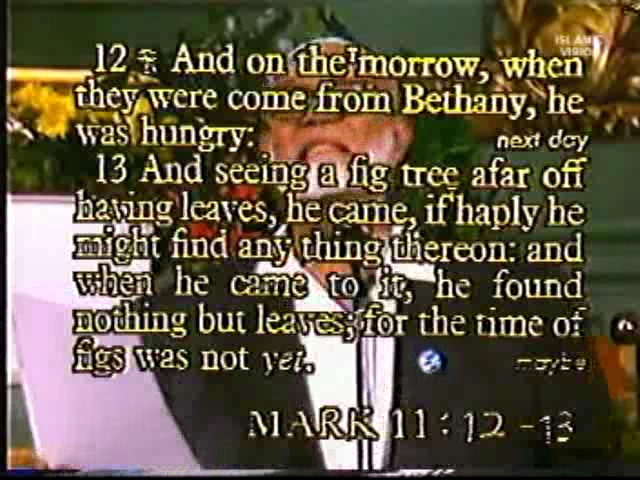 ISLAMIC
VISION
12 And on the morrow, when
they were come from Bethany, he
was hungry:
next day
13 And seeing a fig tree afar off
having leaves, he came, if haply he
might find any thing thereon: and
when he came to it, he found
nothing but leaves; for the time of
figs was not yet.
maybe
MARK 11:12-13